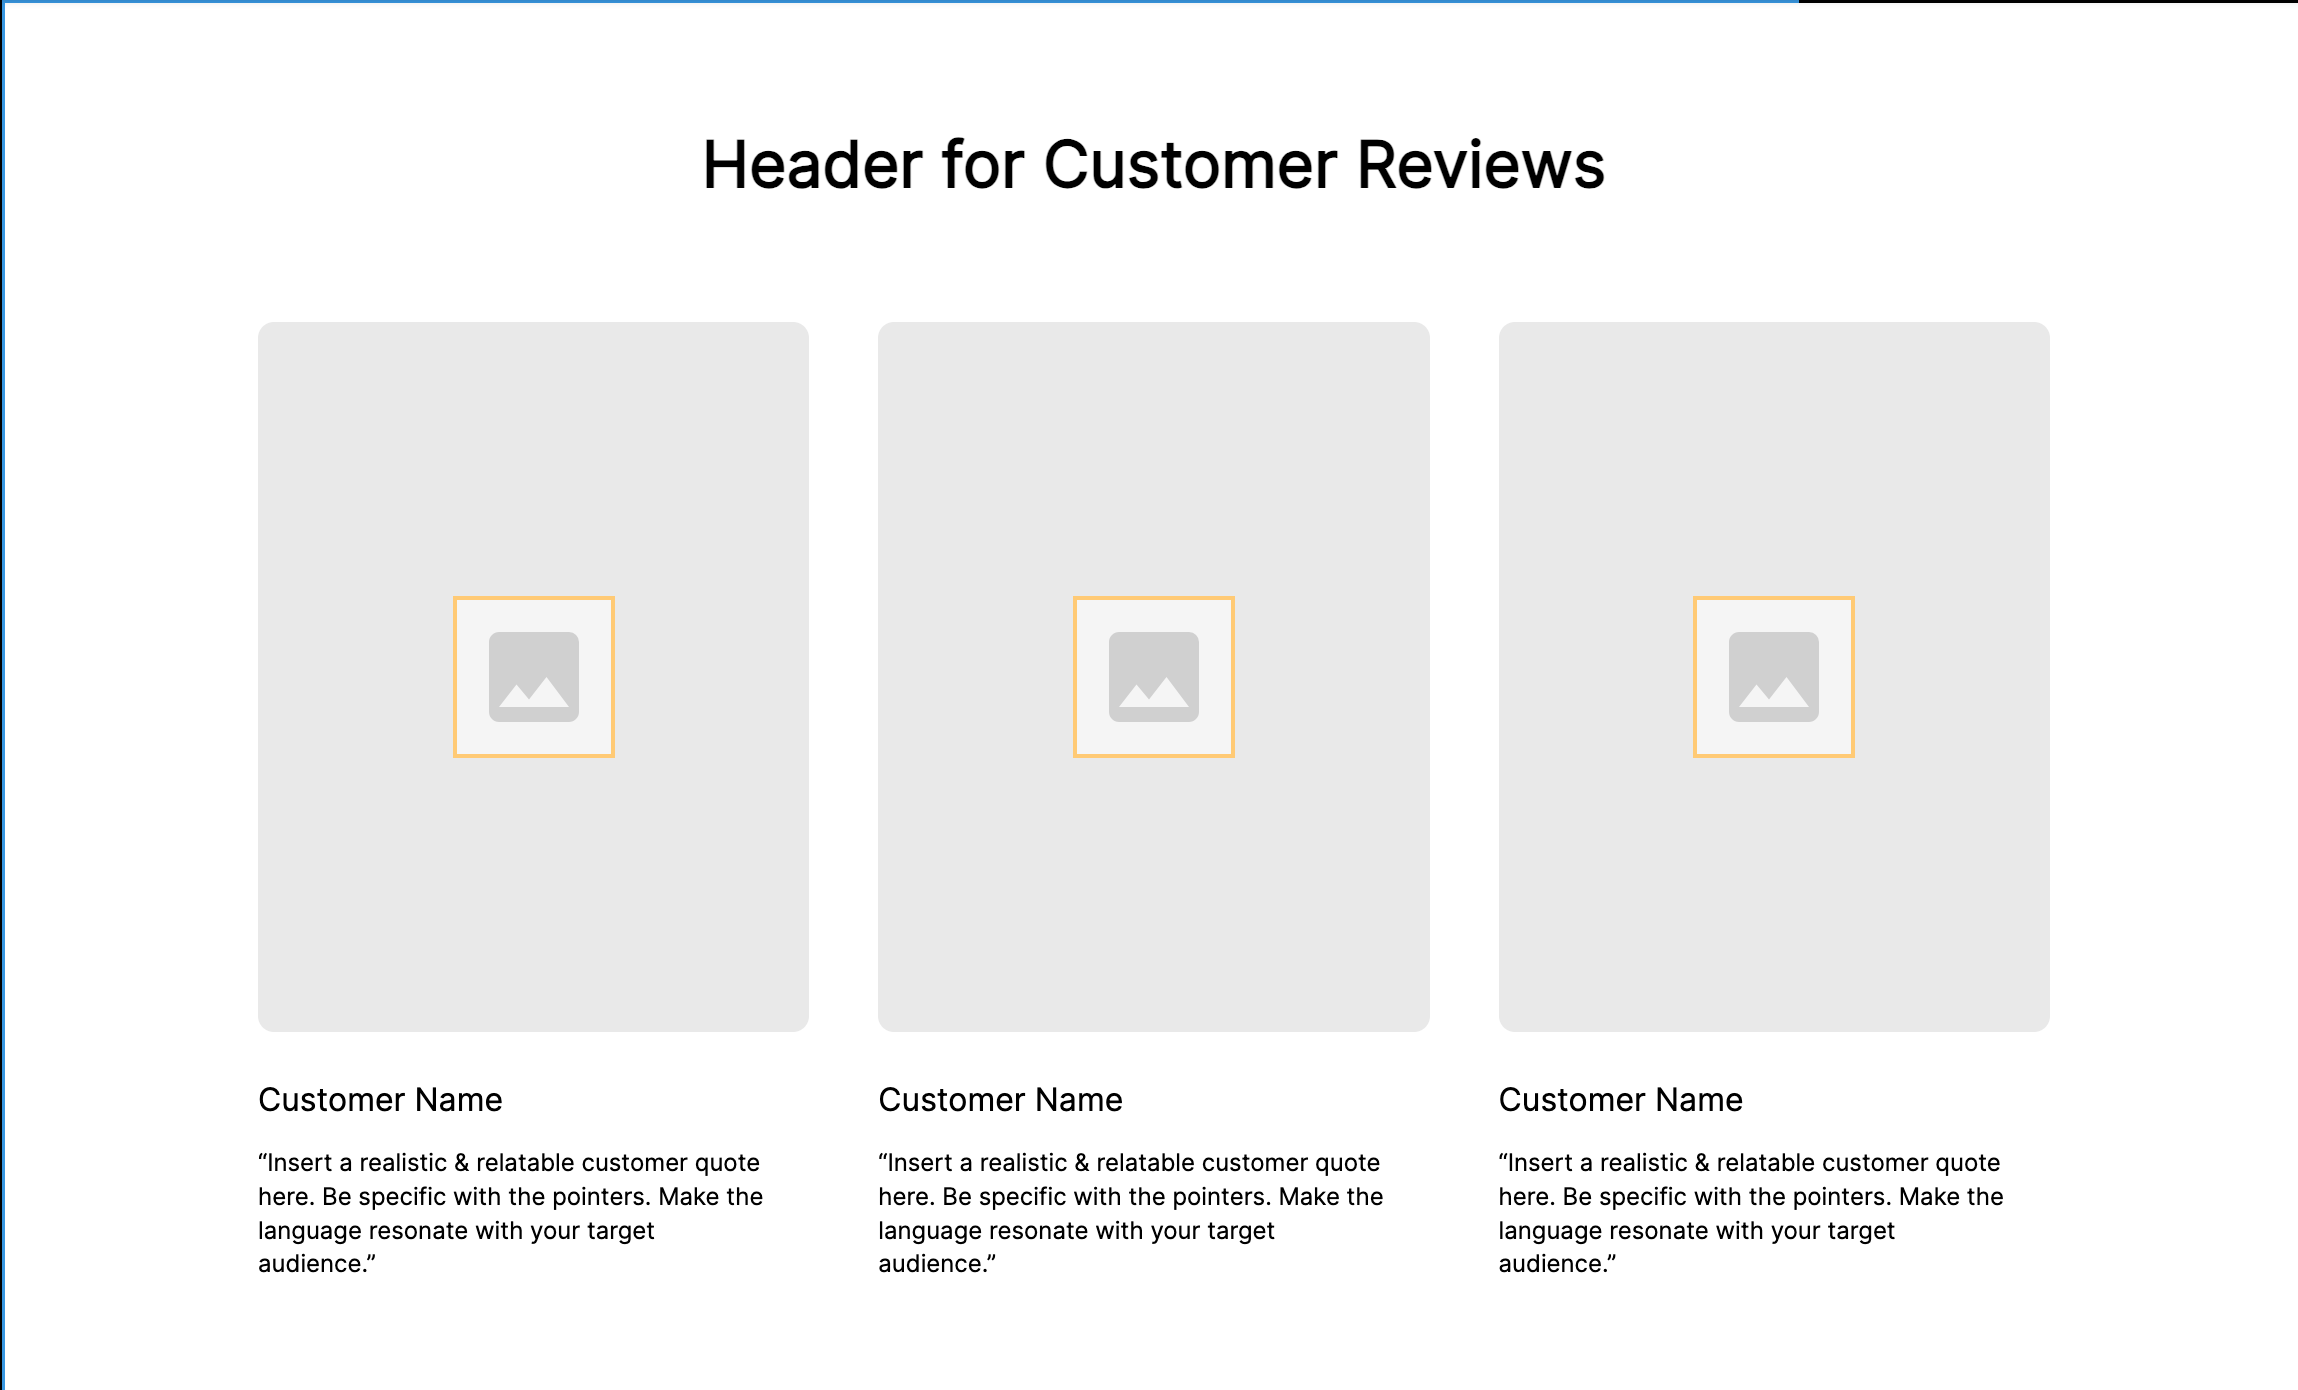 Header for Customer Reviews
Customer Name
“Insert a realistic & relatable customer quote
here. Be specific with the pointers. Make the
language resonate with your target
audience.”
Customer Name
“Insert a realistic & relatable customer quote
here. Be specific with the pointers. Make the
language resonate with your target
audience.”
Customer Name
“Insert a realistic & relatable customer quote
here. Be specific with the pointers. Make the
language resonate with your target
audience.”